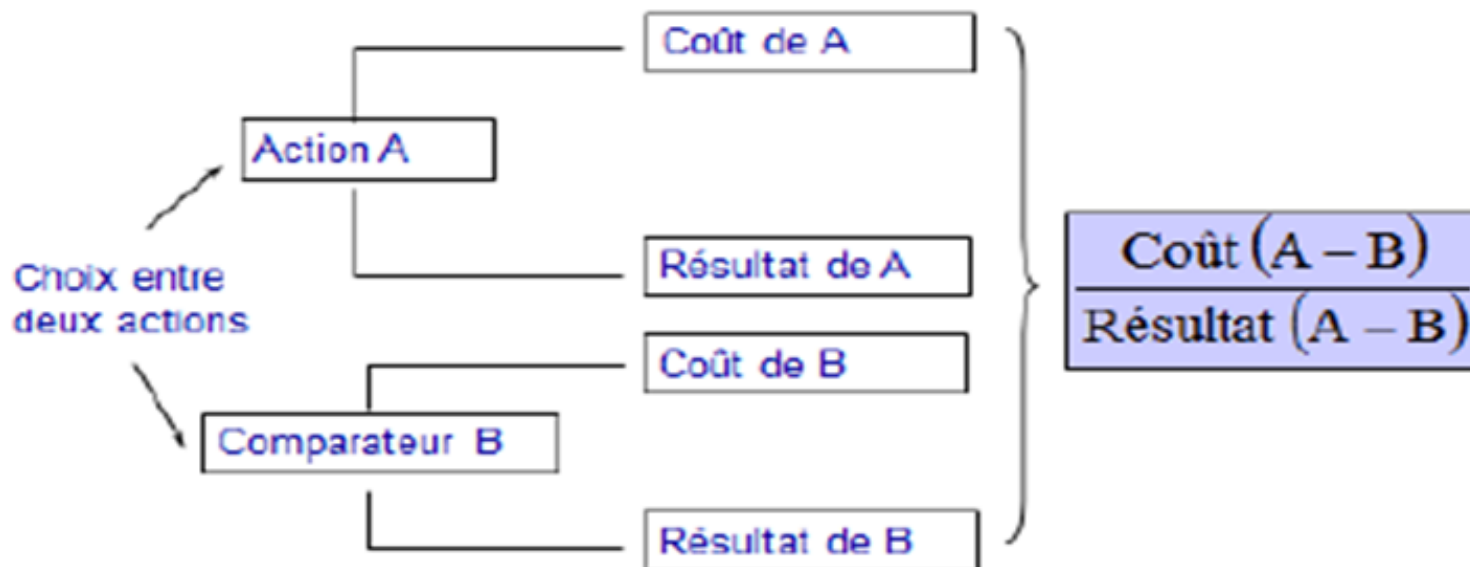 Coût de A
Action A
Résultat de A
Choix entre
deux actions
Coût de B
Comparateur B
Résultat de B
Coût (A – B)
Résultat (A – B)